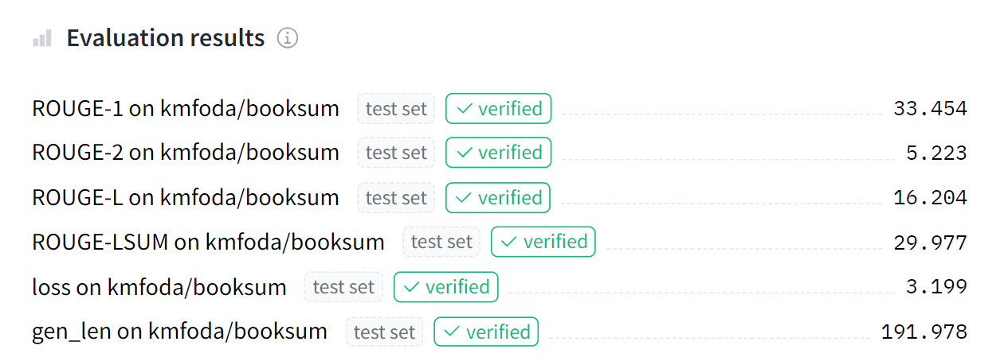 Evaluation results
ROUGE-1 on kmfoda/booksum test set verified 33.454
ROUGE-2 on kmfoda/booksum test set verified 5.223
ROUGE-L on kmfoda/booksum test set verified 16.204
ROUGE-LSUM on kmfoda/booksum test set verified 29.977
loss on kmfoda/booksum test set verified 3.199
gen_len on kmfoda/booksum test set verified 191.978